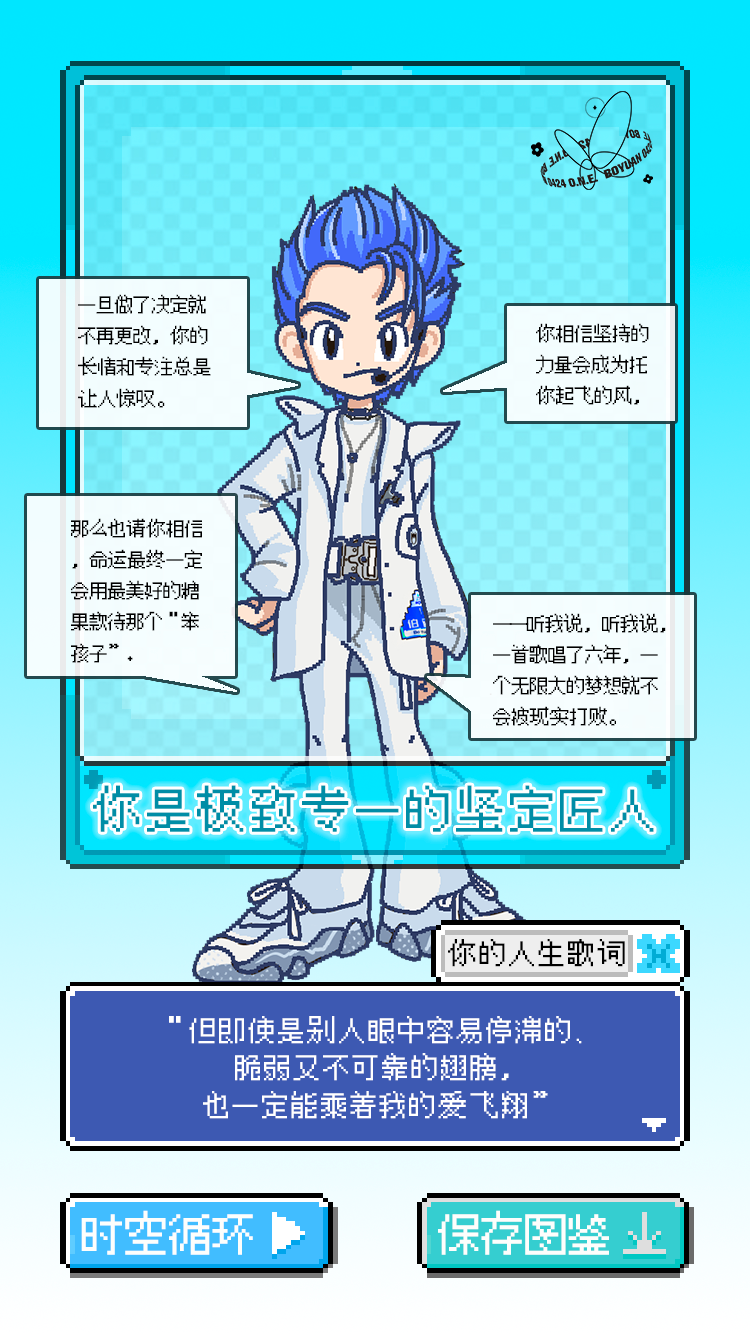 0424 O.N.E. BOYUAN 042
一旦做了决定就
不再更改，你的
长情和专注总是
让人惊叹。
你相信坚持的
力量会成为托
你起飞的风，
那么也请你相信
，命运最终一定
会用最美好的糖
果款待那个“笨
孩子”.
——听我说，听我说，
一首歌唱了六年，一
个无限大的梦想就不
会被现实打败。
你是极致专一的坚定匠人
你的人生歌词
“但即使是别人眼中容易停滞的、
脆弱又不可靠的翅膀，
也一定能乘着我的爱飞翔”
时空循环
保存图鉴